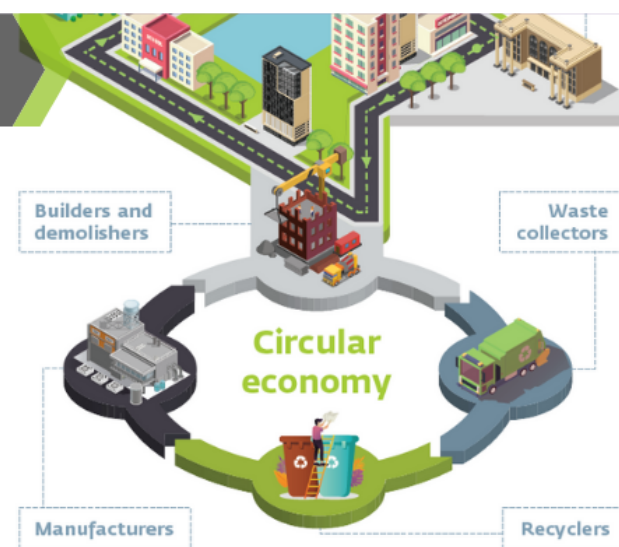 Builders and
demolishers
Waste
collectors
Circular
economy
Manufacturers
Recyclers